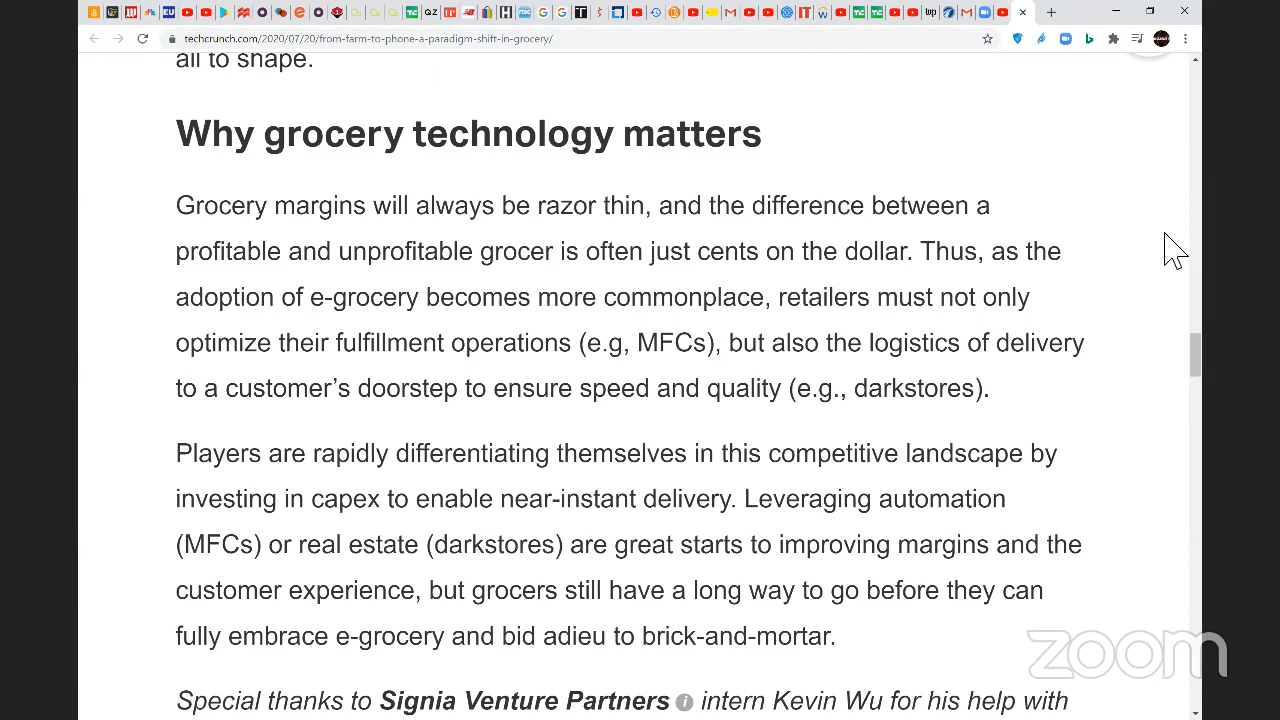 techcrunch.com/2020/07/20/from-farm-to-phone-a-paradigm-shift-in-grocery/
all to shape.
Why grocery technology matters
Grocery margins will always be razor thin, and the difference between a
profitable and unprofitable grocer is often just cents on the dollar. Thus, as the
adoption of e-grocery becomes more commonplace, retailers must not only
optimize their fulfillment operations (e.g, MFCs), but also the logistics of delivery
to a customer’s doorstep to ensure speed and quality (e.g., darkstores).
Players are rapidly differentiating themselves in this competitive landscape by
investing in capex to enable near-instant delivery. Leveraging automation
(MFCs) or real estate (darkstores) are great starts to improving margins and the
customer experience, but grocers still have a long way to go before they can
fully embrace e-grocery and bid adieu to brick-and-mortar.
zoom
Special thanks to Signia Venture Partners intern Kevin Wu for his help with